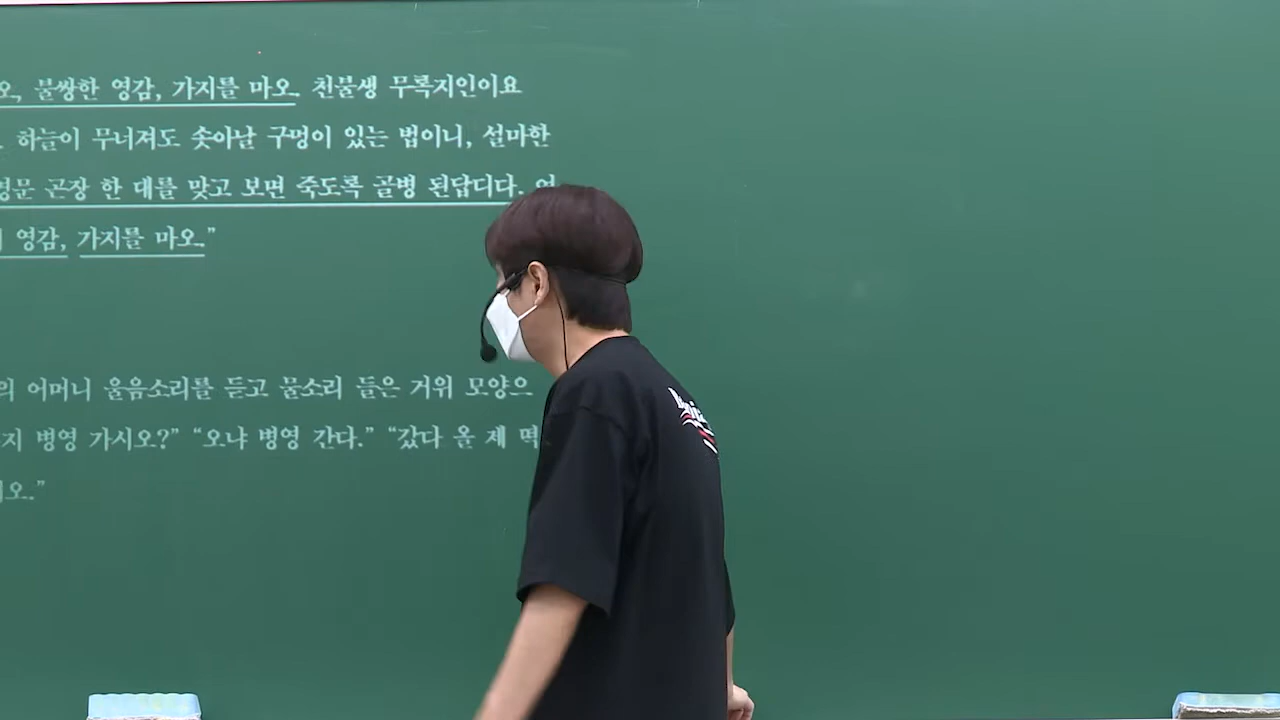 오, 불쌍한 영감, 가지를 마오. 천불생 무록지인이요
. 하늘이 무너져도 솟아날 구멍이 있는 법이니, 설마한
영문 곤장 한 대를 맞고 보면 죽도록 골병 된답디다.
영감, 가지를 마오.”
의 어머니 울음소리를 듣고 물소리 들은 거위 모양으
지 병영 가시오?” “오냐 병영 간다.” “갔다 올 제 떡
오.”